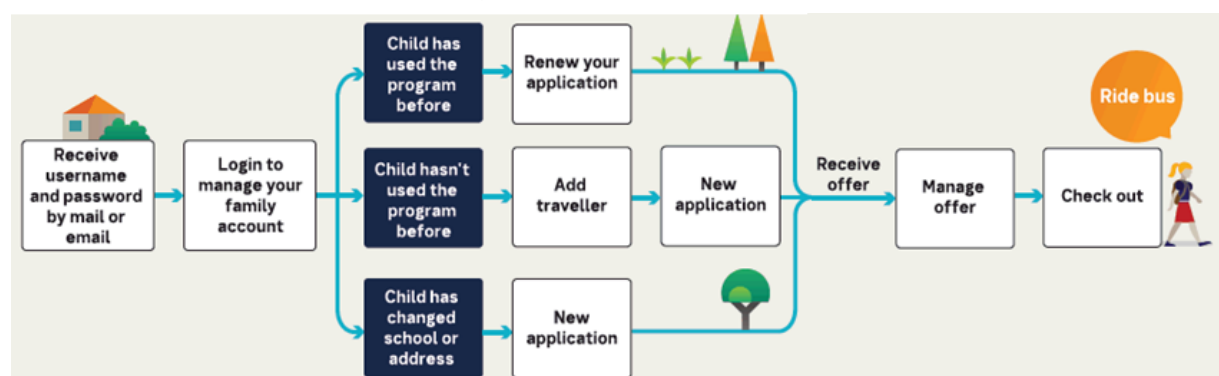 Receive
username
and password
by mail or
email
Login to
manage your
family
account
Child has
used the
program
before
Renew your
application
Child hasn't
used the
program
before
Add
traveller
New
application
Child has
changed
school or
address
New
application
Receive
offer
Manage
offer
Check out
Ride bus